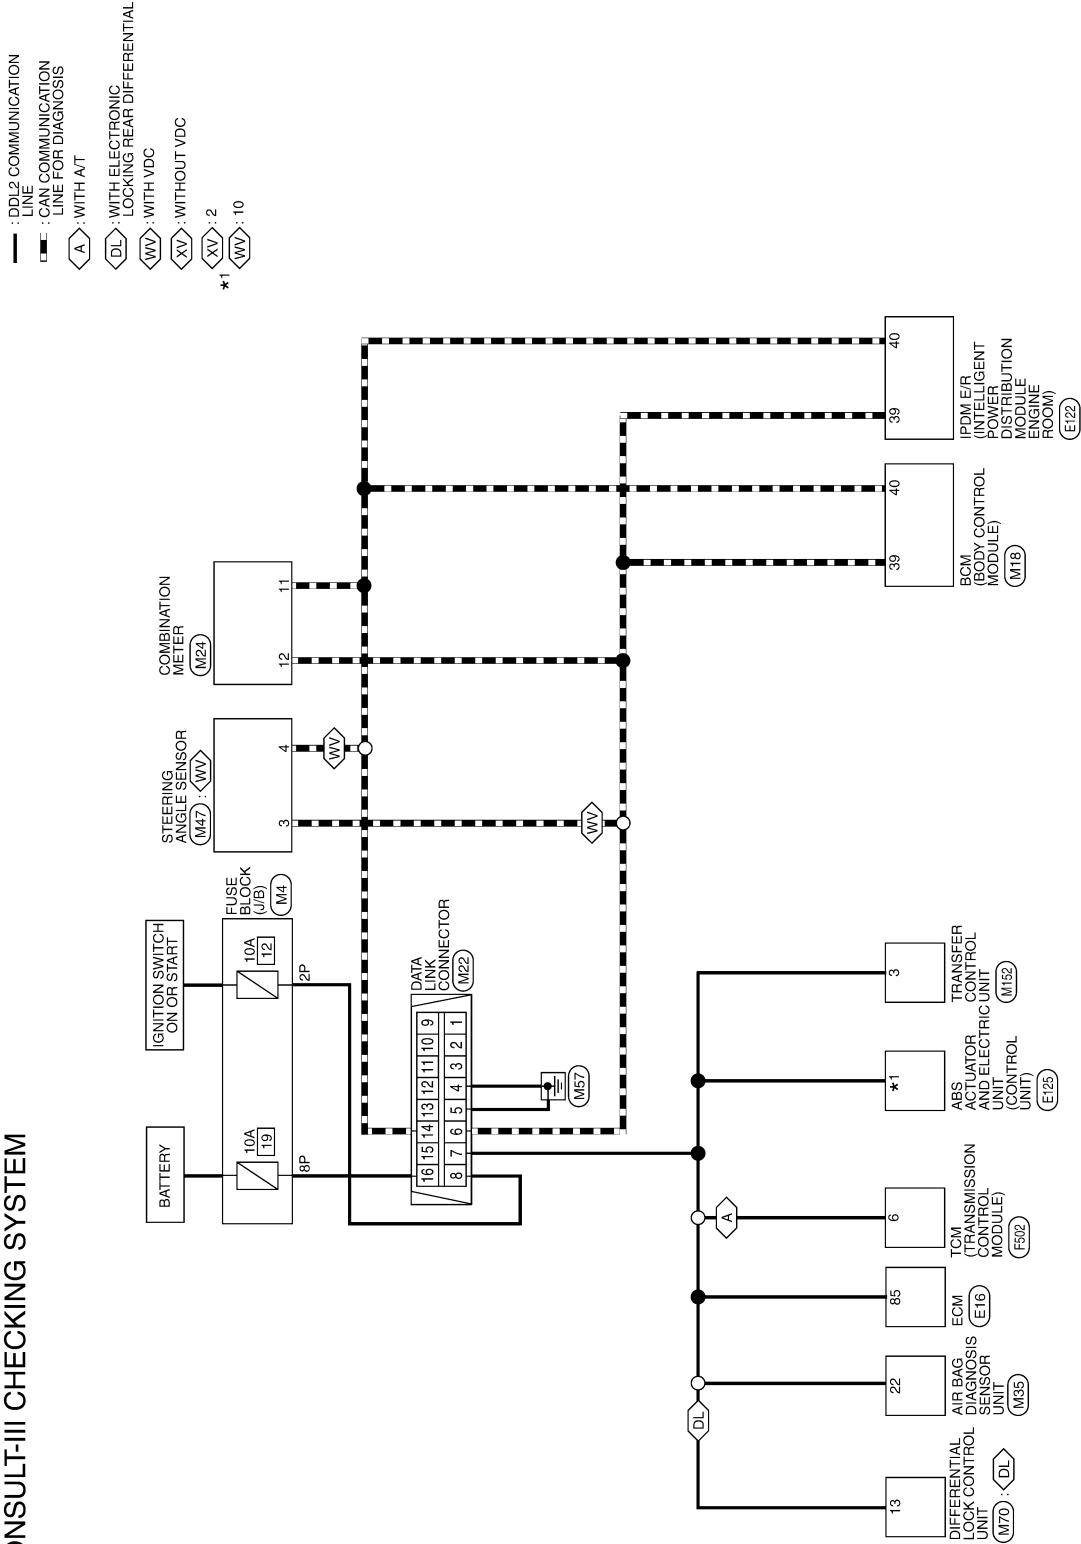 ONSULT-III CHECKING SYSTEM
: DDL2 COMMUNICATION
LINE
: CAN COMMUNICATION
LINE FOR DIAGNOSIS
A : WITH A/T
DL : WITH ELECTRONIC
LOCKING REAR DIFFERENTIAL
WV : WITH VDC
XV : WITHOUT VDC
*1
XV : 2
WV : 10
BATTERY
IGNITION SWITCH
ON OR START
10A
19
8P
10A
12
2P
FUSE
BLOCK
(J/B)
M4
STEERING
ANGLE SENSOR
M47 : WV
3
4
WV
WV
COMBINATION
METER
M24
12
11
DATA
LINK
CONNECTOR
M22
16 15 14 13 12 11 10 9
8 7 6 5 4 3 2 1
M57
DL
A
13
DIFFERENTIAL
LOCK CONTROL
UNIT
M70 : DL
22
AIR BAG
DIAGNOSIS
SENSOR
UNIT
M35
85
ECM
E16
6
TCM
(TRANSMISSION
CONTROL
MODULE)
F502
*1
ABS
ACTUATOR
AND ELECTRIC
UNIT
(CONTROL
UNIT)
E125
3
TRANSFER
CONTROL
UNIT
M152
39
40
BCM
(BODY CONTROL
MODULE)
M18
39
40
IPDM E/R
(INTELLIGENT
POWER
DISTRIBUTION
MODULE
ENGINE
ROOM)
E122